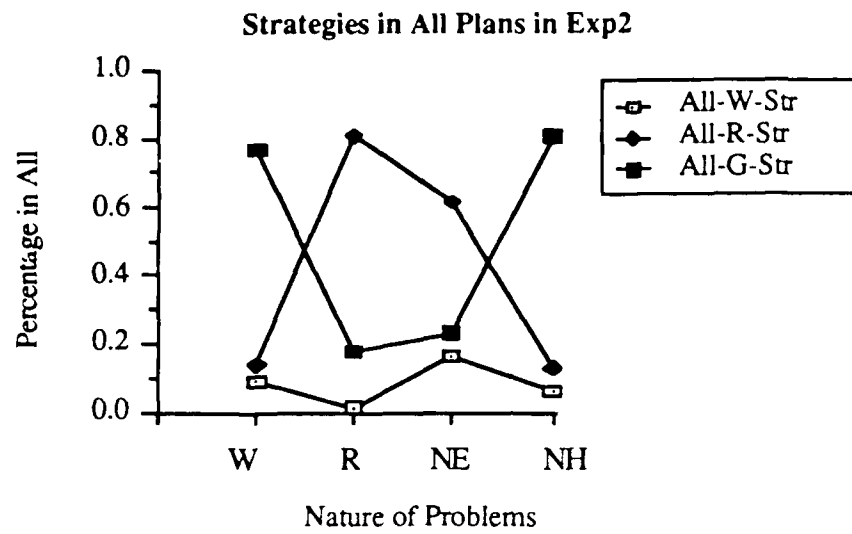 Strategies in All Plans in Exp2
1.0
0.8
0.6
0.4
0.2
0.0
Percentage in All
W R NE NH
Nature of Problems
All-W-Str
All-R-Str
All-G-Str